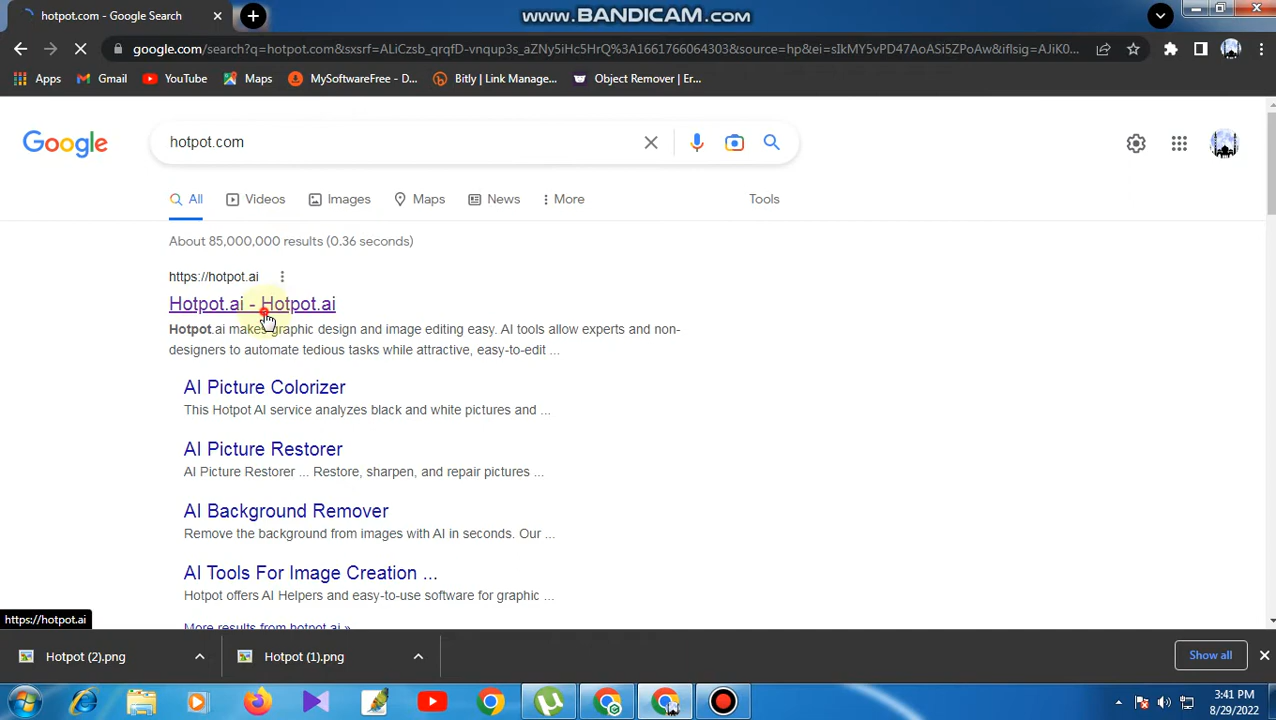 hotpot.com - Google Search
www.BANDICAM.com
google.com/search?q=hotpot.com&sxsrf=ALiCzsb_qrqfD-vnqup3s_aZNy5iHc5HrQ%3A1661766064303&source=hp&ei=sIkMY5vPD47AoASi5ZPoAw&iflsig=AJiK0...
Apps Gmail YouTube Maps MySoftwareFree - D... Bitly | Link Manage... Object Remover | Er...
Google hotpot.com
All Videos Images Maps News More Tools
About 85,000,000 results (0.36 seconds)
https://hotpot.ai
Hotpot.ai - Hotpot.ai
Hotpot.ai makes graphic design and image editing easy. AI tools allow experts and non-
designers to automate tedious tasks while attractive, easy-to-edit ...
AI Picture Colorizer
This Hotpot AI service analyzes black and white pictures and ...
AI Picture Restorer
AI Picture Restorer ... Restore, sharpen, and repair pictures ...
AI Background Remover
Remove the background from images with AI in seconds. Our ...
AI Tools For Image Creation ...
Hotpot offers AI Helpers and easy-to-use software for graphic ...
https://hotpot.ai
More results from hotpot.ai »
Hotpot (2).png Hotpot (1).png Show all
3:41 PM
8/29/2022